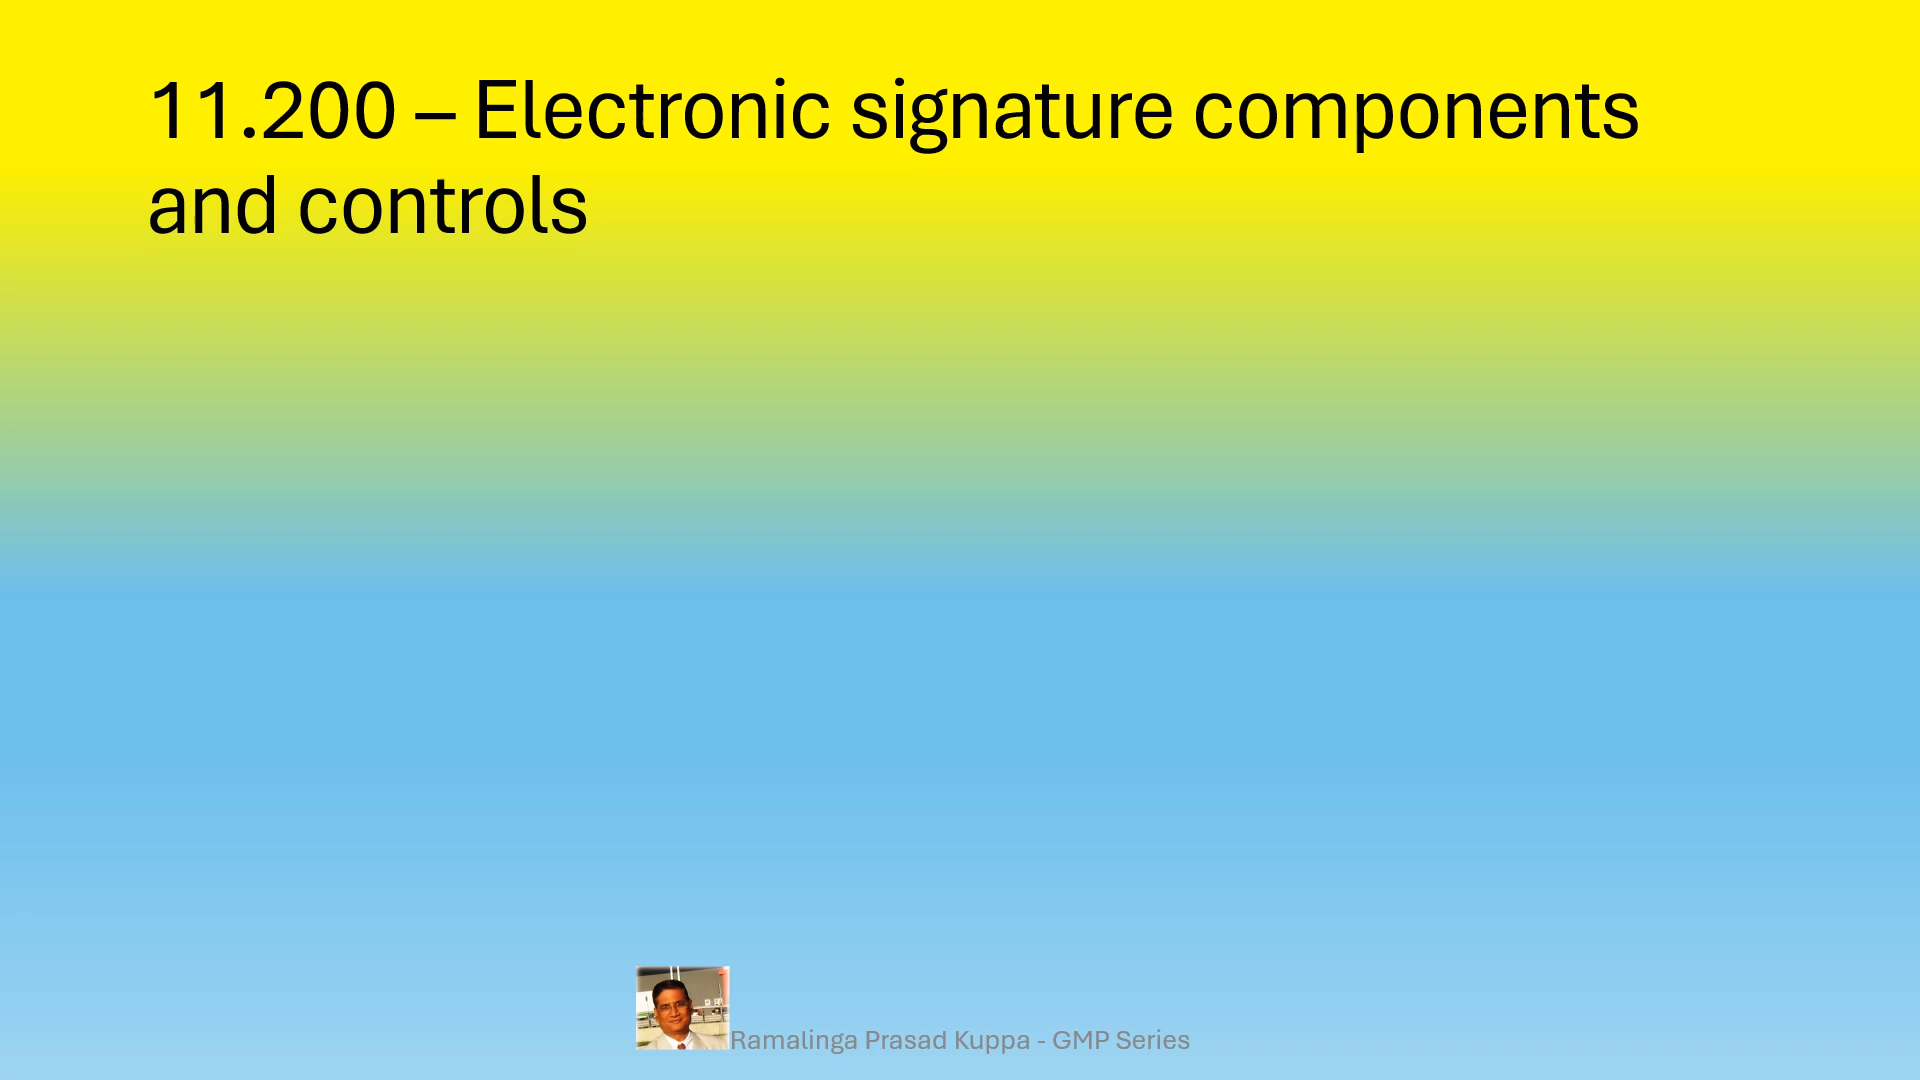 11.200 – Electronic signature components
and controls
Ramalinga Prasad Kuppa - GMP Series